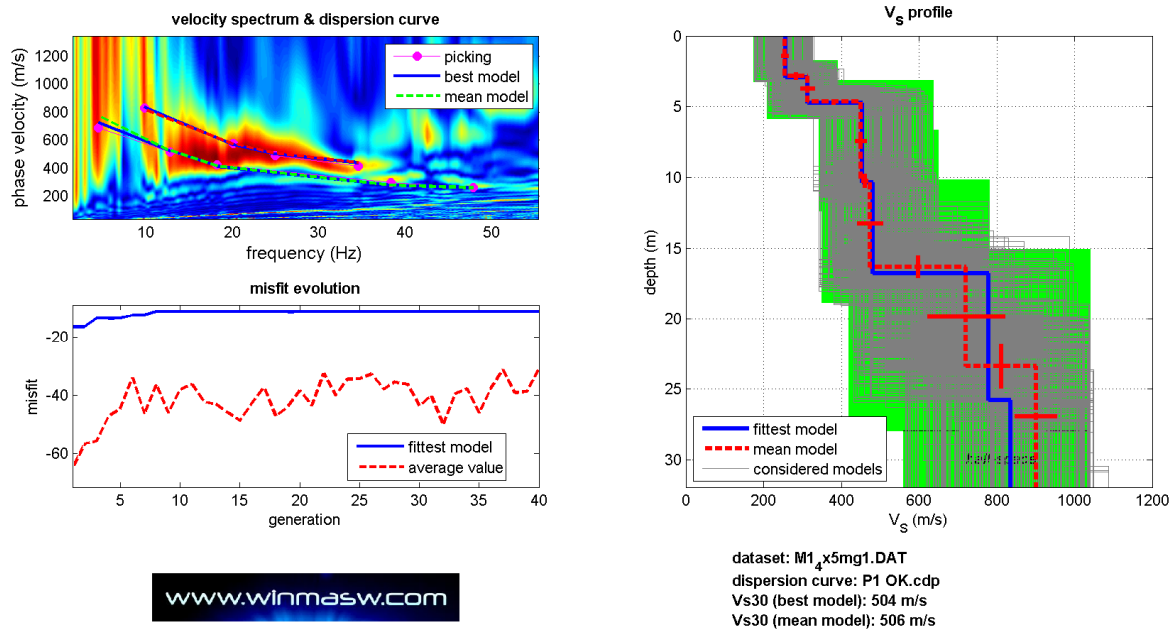 velocity spectrum & dispersion curve
phase velocity (m/s)
1200
1000
800
600
400
200
picking
best model
mean model
10 20 30 40 50
frequency (Hz)
misfit evolution
misfit
-20
-40
-60
fittest model
average value
5 10 15 20 25 30 35 40
generation
www.winmasw.com
VS profile
depth (m)
0
5
10
15
20
25
30
half-space
fittest model
mean model
considered models
0 200 400 600 800 1000 1200
VS (m/s)
dataset: M14x5mg1.DAT
dispersion curve: P1 OK.cdp
Vs30 (best model): 504 m/s
Vs30 (mean model): 506 m/s